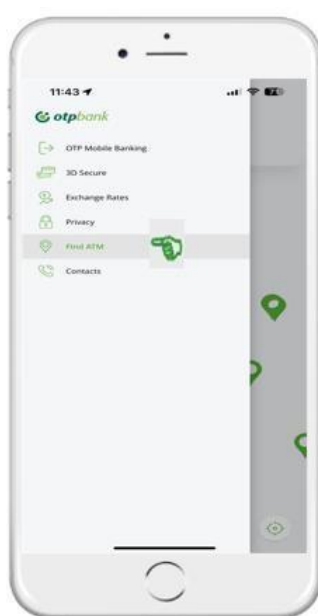 11:43
otpbank
OTP Mobile Banking
3D Secure
Exchange Rates
Privacy
Find ATM
Contacts